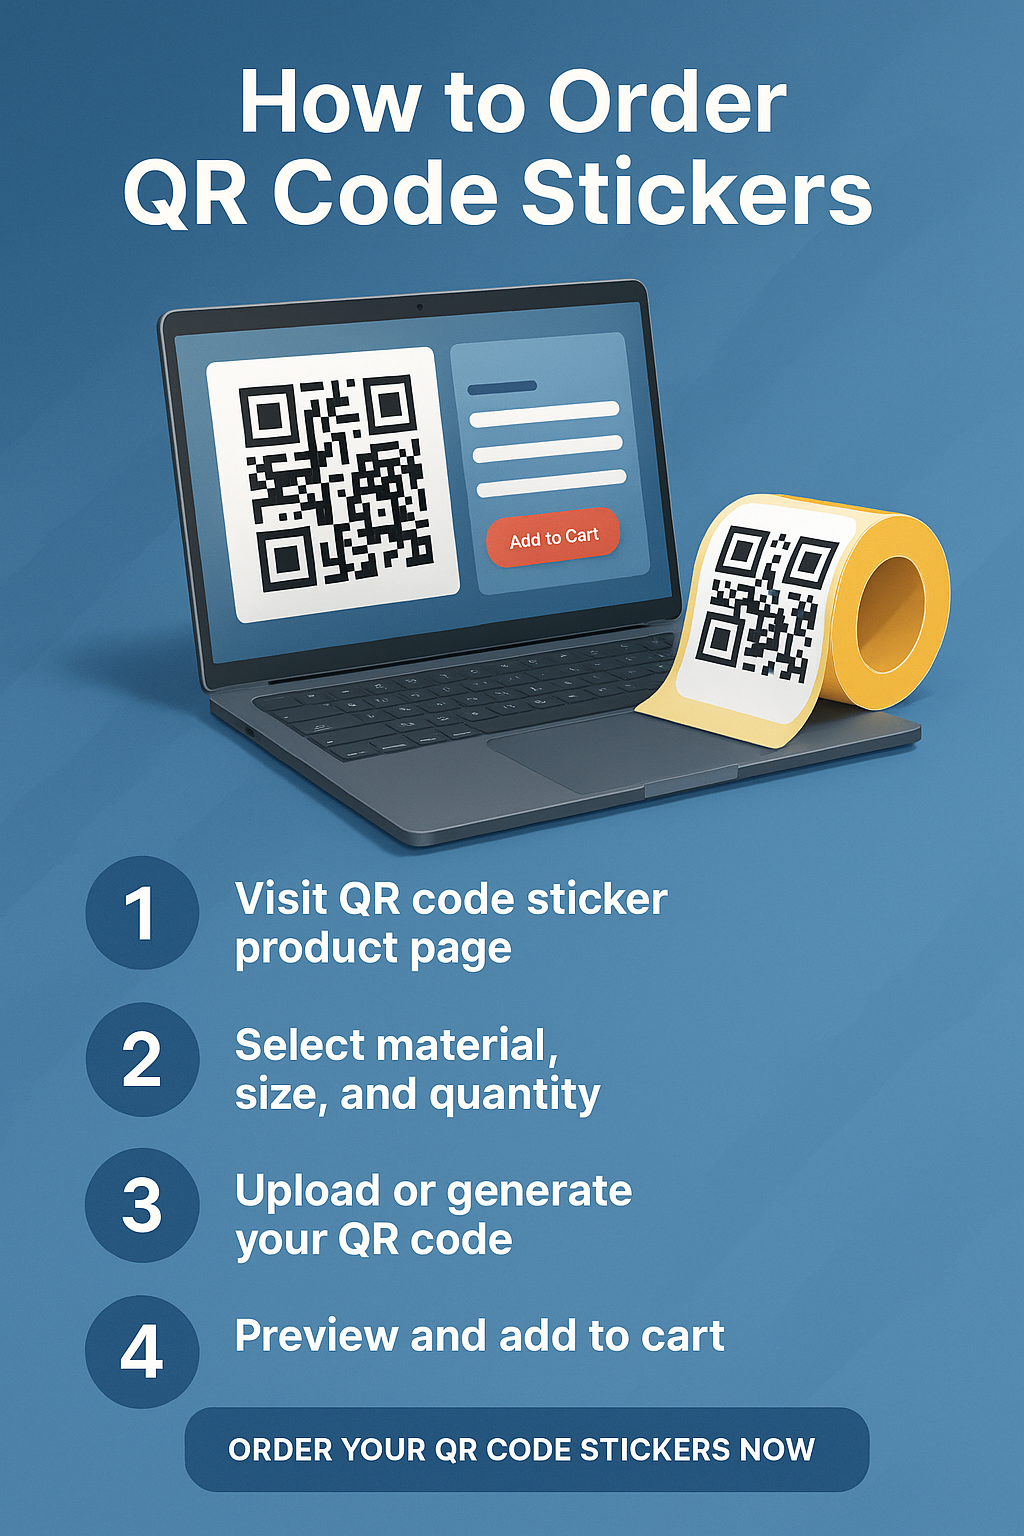 How to Order
QR Code Stickers
Add to Cart
1
Visit QR code sticker
product page
2
Select material,
size, and quantity
3
Upload or generate
your QR code
4
Preview and add to cart
ORDER YOUR QR CODE STICKERS NOW